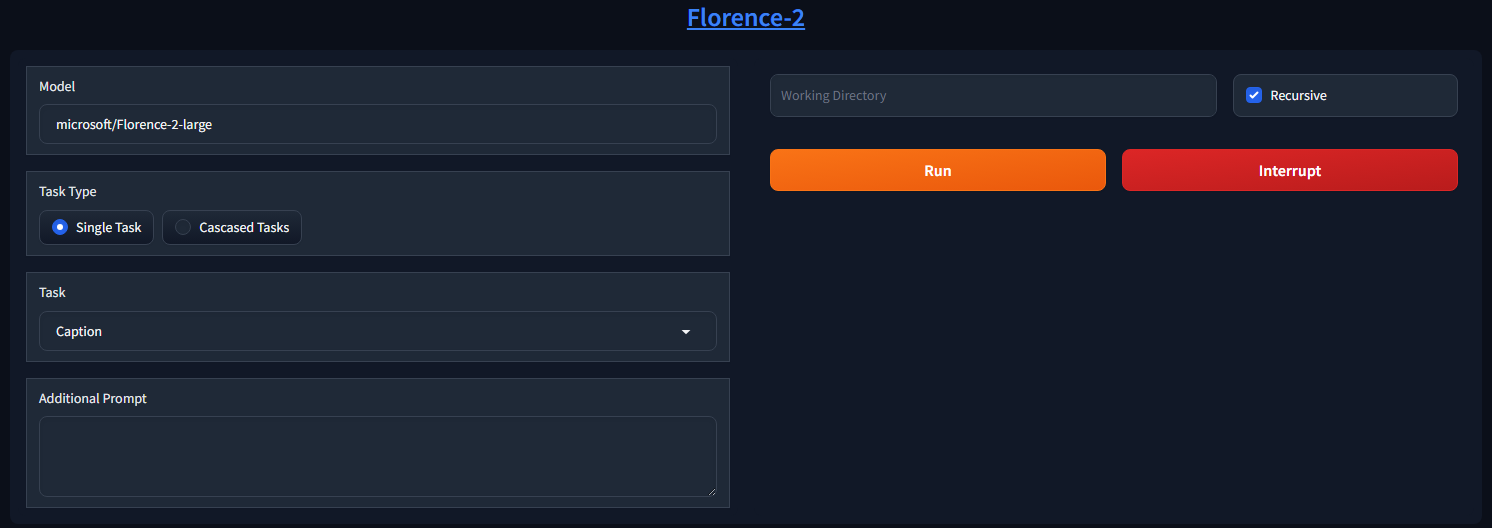 Florence-2
Model
microsoft/Florence-2-large
Task Type
Single Task
Cascased Tasks
Task
Caption
Additional Prompt
Working Directory
Recursive
Run
Interrupt